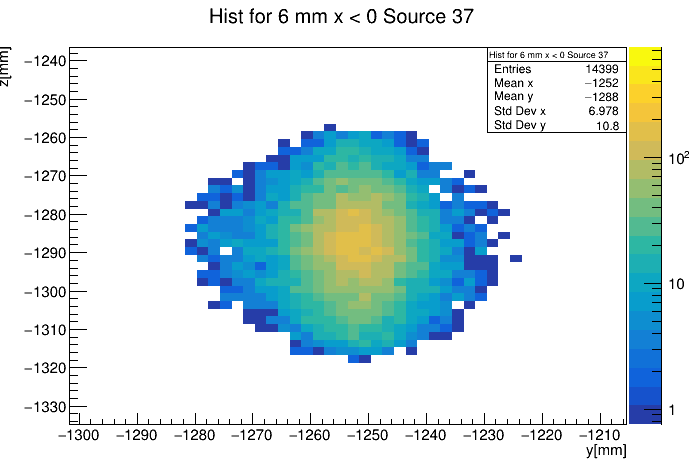 Hist for 6 mm x < 0 Source 37
z[mm]
Hist for 6 mm x < 0 Source 37
Entries 14399
Mean x −1252
Mean y −1288
Std Dev x 6.978
Std Dev y 10.8
−1240
−1250
−1260
−1270
−1280
−1290
−1300
−1310
−1320
−1330
10²
10
1
−1300 −1290 −1280 −1270 −1260 −1250 −1240 −1230 −1220 −1210
y[mm]